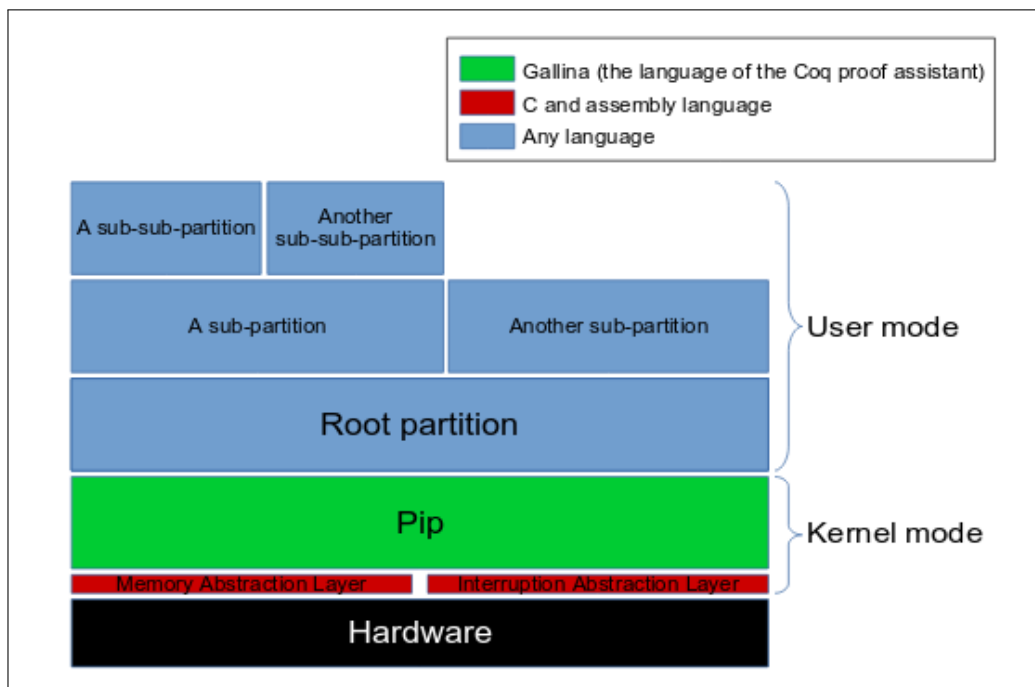 Gallina (the language of the Coq proof assistant)
C and assembly language
Any language
A sub-sub-partition
Another
sub-sub-partition
A sub-partition
Another sub-partition
User mode
Root partition
Pip
Kernel mode
Memory Abstraction Layer
Interruption Abstraction Layer
Hardware